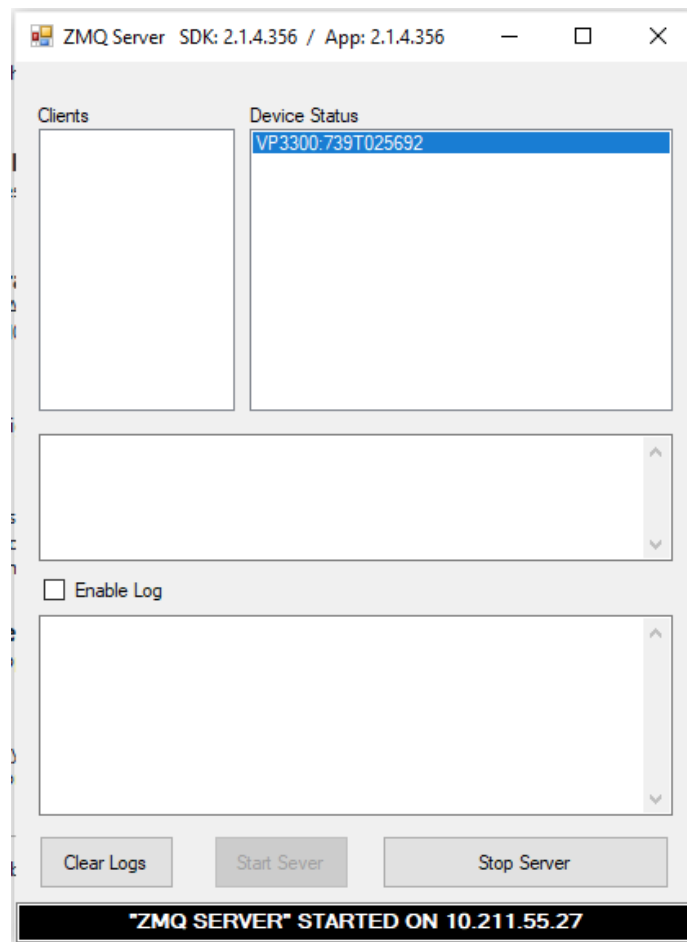 ZMQ Server SDK: 2.1.4.356 / App: 2.1.4.356
Clients
Device Status
VP3300:739T025692
Enable Log
Clear Logs
Start Sever
Stop Server
"ZMQ SERVER" STARTED ON 10.211.55.27